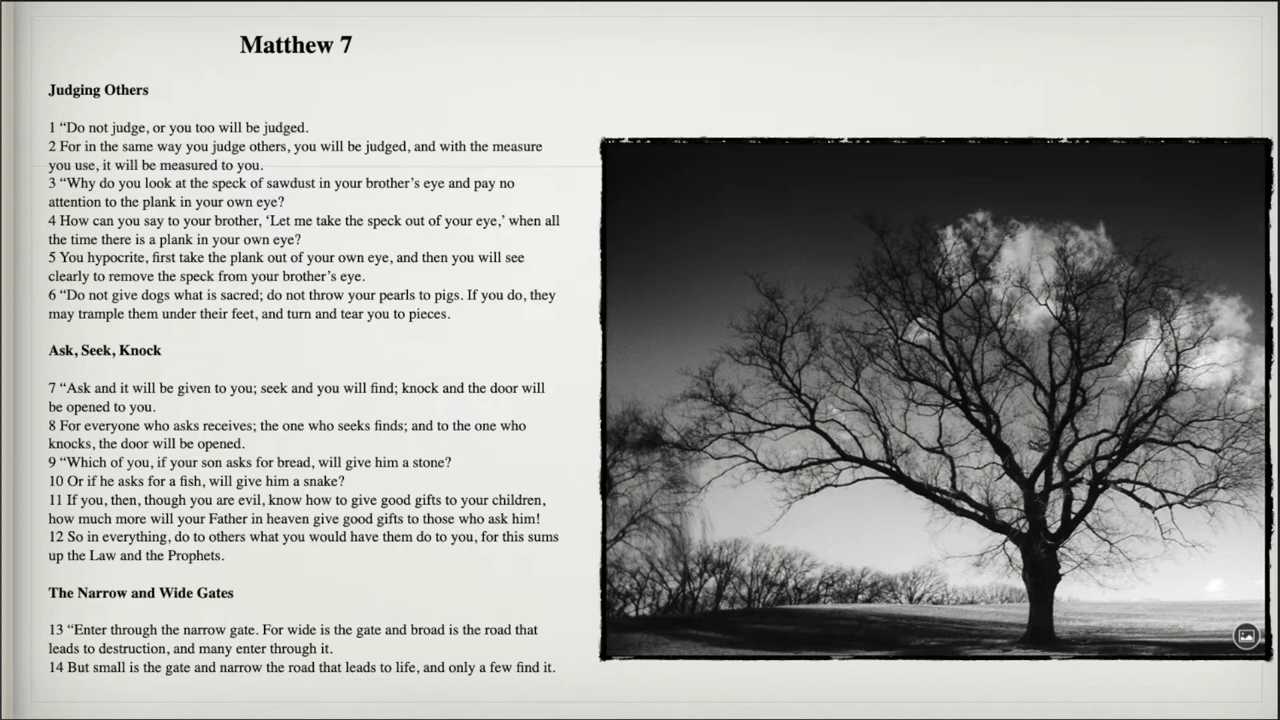 Matthew 7
Judging Others
1 “Do not judge, or you too will be judged.
2 For in the same way you judge others, you will be judged, and with the measure
you use, it will be measured to you.
3 “Why do you look at the speck of sawdust in your brother’s eye and pay no
attention to the plank in your own eye?
4 How can you say to your brother, ‘Let me take the speck out of your eye,’ when all
the time there is a plank in your own eye?
5 You hypocrite, first take the plank out of your own eye, and then you will see
clearly to remove the speck from your brother’s eye.
6 “Do not give dogs what is sacred; do not throw your pearls to pigs. If you do, they
may trample them under their feet, and turn and tear you to pieces.
Ask, Seek, Knock
7 “Ask and it will be given to you; seek and you will find; knock and the door will
be opened to you.
8 For everyone who asks receives; the one who seeks finds; and to the one who
knocks, the door will be opened.
9 “Which of you, if your son asks for bread, will give him a stone?
10 Or if he asks for a fish, will give him a snake?
11 If you, then, though you are evil, know how to give good gifts to your children,
how much more will your Father in heaven give good gifts to those who ask him!
12 So in everything, do to others what you would have them do to you, for this sums
up the Law and the Prophets.
The Narrow and Wide Gates
13 “Enter through the narrow gate. For wide is the gate and broad is the road that
leads to destruction, and many enter through it.
14 But small is the gate and narrow the road that leads to life, and only a few find it.